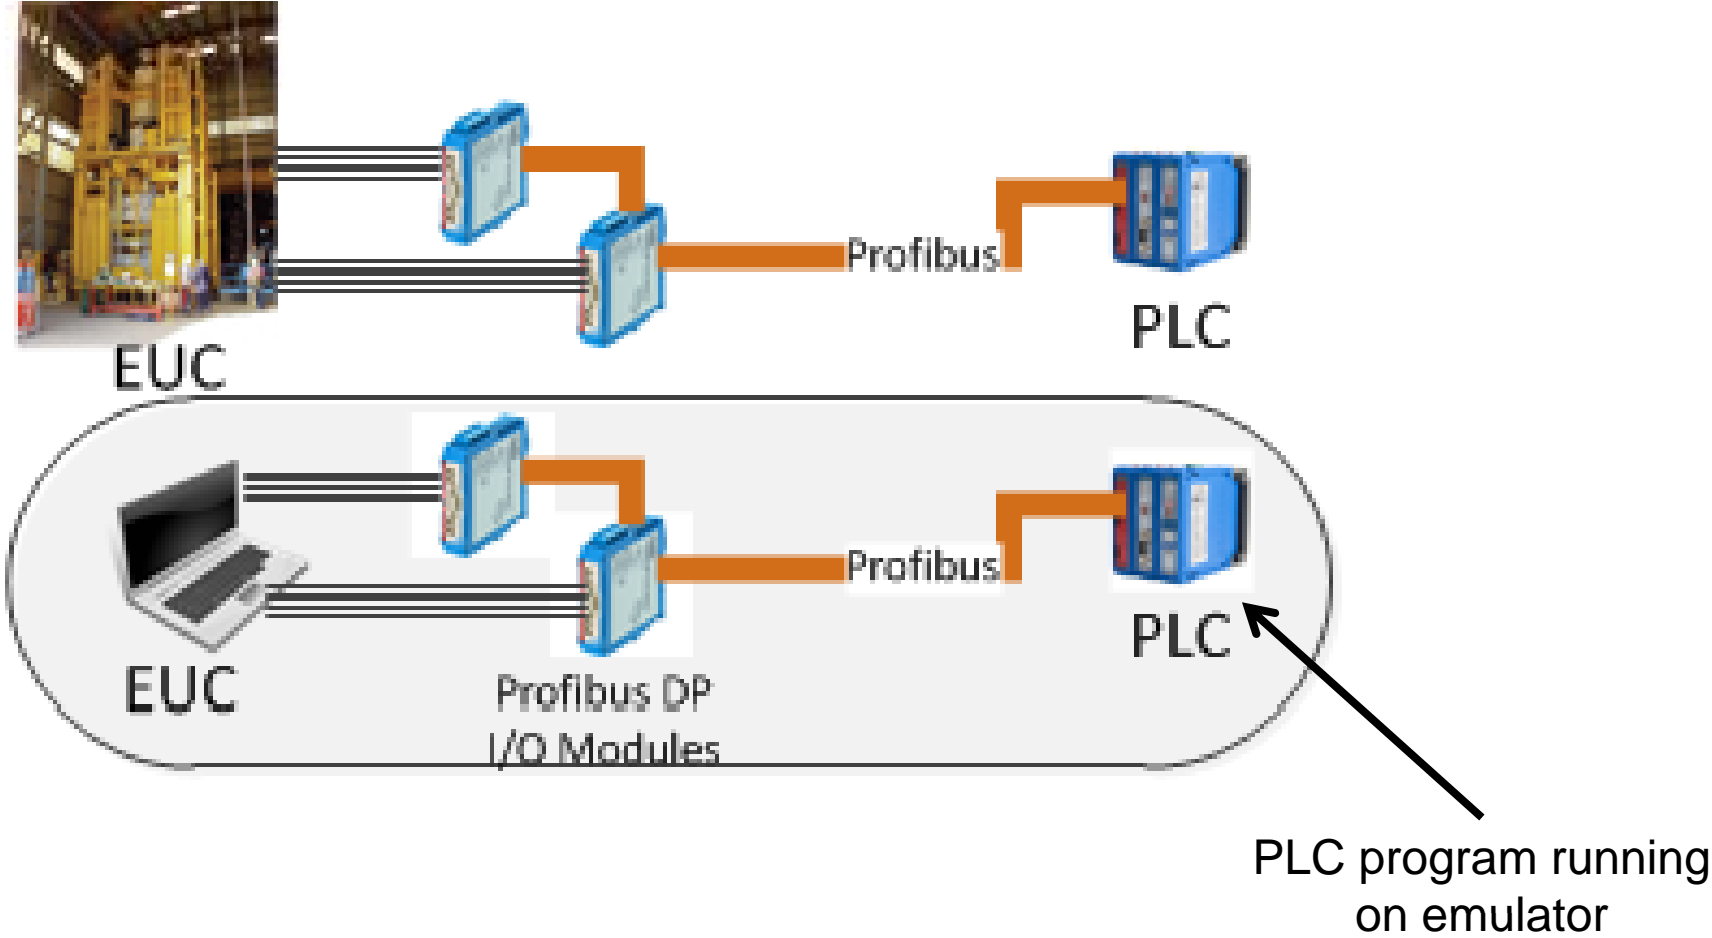 Profibus
PLC
EUC
Profibus
PLC
EUC
Profibus DP
I/O Modules
PLC program running
on emulator